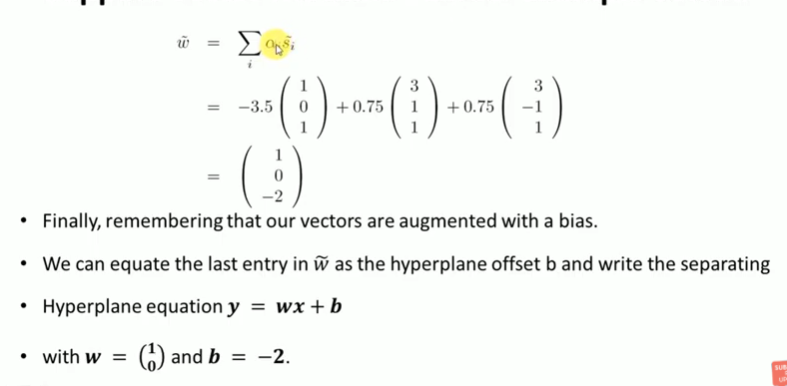 w̃ = ∑ᵢ αᵢs̃ᵢ
= −3.5 (1 0 1) + 0.75 (3 1 1) + 0.75 (3 −1 1)
= (1 0 −2)
• Finally, remembering that our vectors are augmented with a bias.
• We can equate the last entry in w̃ as the hyperplane offset b and write the separating
• Hyperplane equation y = wx + b
• with w = (1 0) and b = −2.